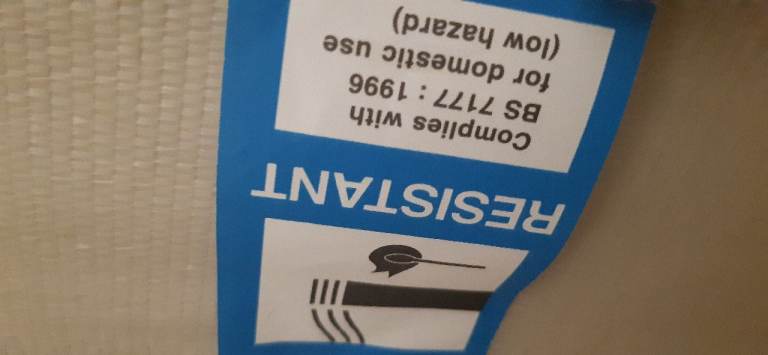 RESISTANT
Complies with
BS 7177 : 1996
for domestic use
(low hazard)